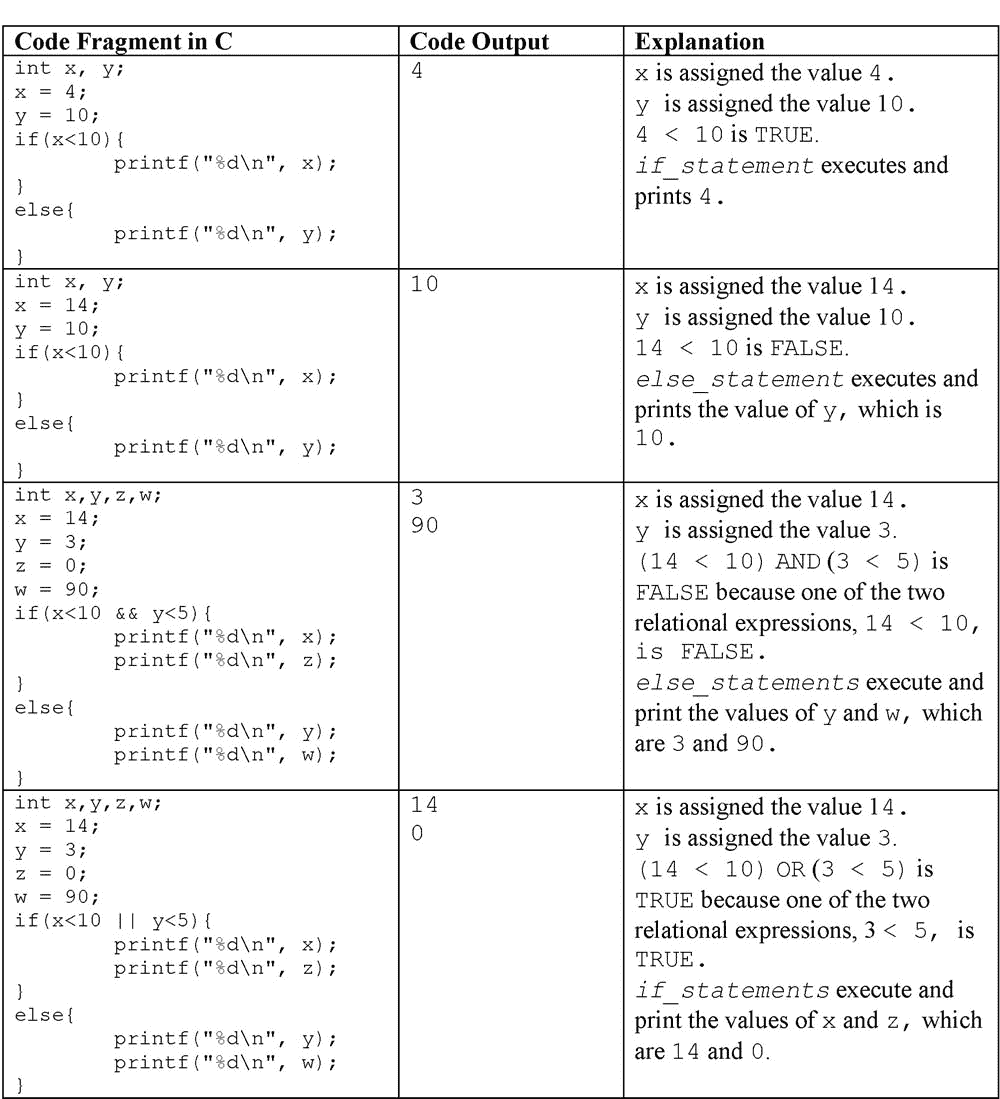 Code Fragment in C
Code Output
Explanation
int x, y;
x = 4;
y = 10;
if(x<10){
printf("%d\n", x);
}
else{
printf("%d\n", y);
}
4
x is assigned the value 4.
y is assigned the value 10.
4 < 10 is TRUE.
if_statement executes and
prints 4.
int x, y;
x = 14;
y = 10;
if(x<10){
printf("%d\n", x);
}
else{
printf("%d\n", y);
}
10
x is assigned the value 14.
y is assigned the value 10.
14 < 10 is FALSE.
else_statement executes and
prints the value of y, which is
10.
int x,y,z,w;
x = 14;
y = 3;
z = 0;
w = 90;
if(x<10 && y<5){
printf("%d\n", x);
printf("%d\n", z);
}
else{
printf("%d\n", y);
printf("%d\n", w);
}
3
90
x is assigned the value 14.
y is assigned the value 3.
(14 < 10) AND (3 < 5) is
FALSE because one of the two
relational expressions, 14 < 10,
is FALSE.
else_statements execute and
print the values of y and w, which
are 3 and 90.
int x,y,z,w;
x = 14;
y = 3;
z = 0;
w = 90;
if(x<10 || y<5){
printf("%d\n", x);
printf("%d\n", z);
}
else{
printf("%d\n", y);
printf("%d\n", w);
}
14
0
x is assigned the value 14.
y is assigned the value 3.
(14 < 10) OR (3 < 5) is
TRUE because one of the two
relational expressions, 3 < 5, is
TRUE.
if_statements execute and
print the values of x and z, which
are 14 and 0.